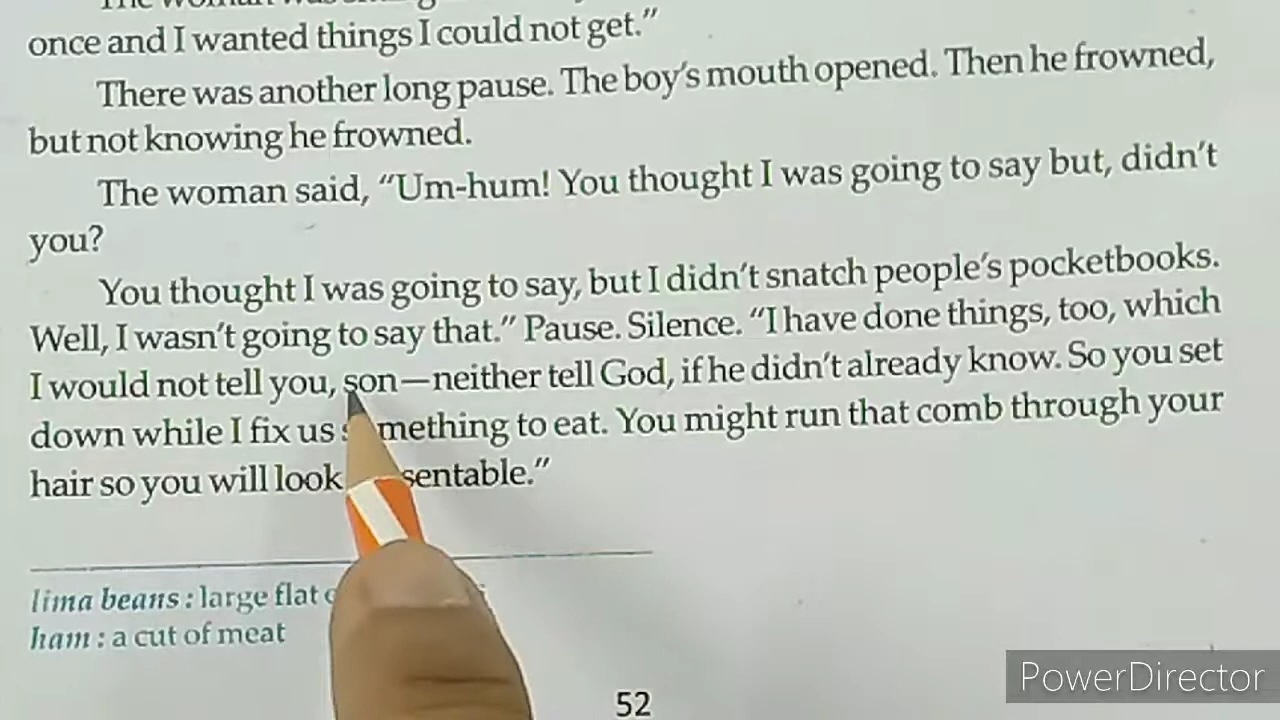 once and I wanted things I could not get."
There was another long pause. The boy's mouth opened. Then he frowned,
but not knowing he frowned.
The woman said, "Um-hum! You thought I was going to say but, didn't
you?
You thought I was going to say, but I didn't snatch people's pocketbooks.
Well, I wasn't going to say that." Pause. Silence. "I have done things, too, which
I would not tell you, son—neither tell God, if he didn't already know. So you set
down while I fix us something to eat. You might run that comb through your
hair so you will look sentable."
lima beans : large flat
ham : a cut of meat
52
PowerDirector